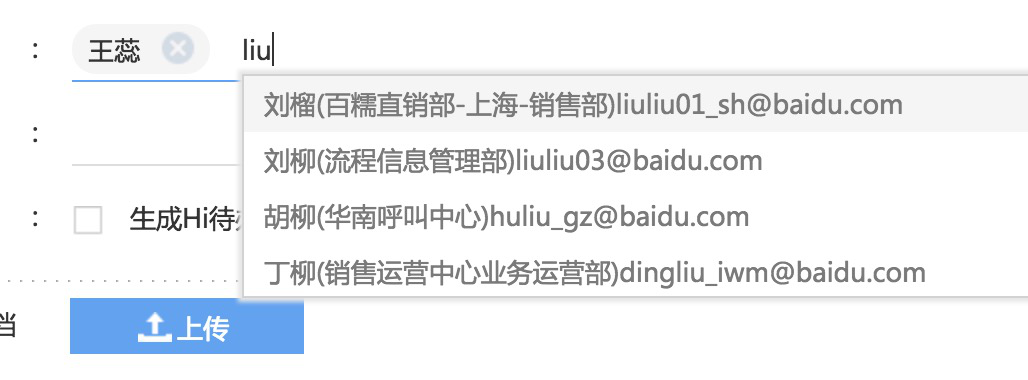 : 王蕊 liu
刘榴(百糯直销部-上海-销售部)liuliu01_sh@baidu.com
:
刘柳(流程信息管理部)liuliu03@baidu.com
: 生成Hi待
胡柳(华南呼叫中心)huliu_gz@baidu.com
丁柳(销售运营中心业务运营部)dingliu_iwm@baidu.com
当 上传